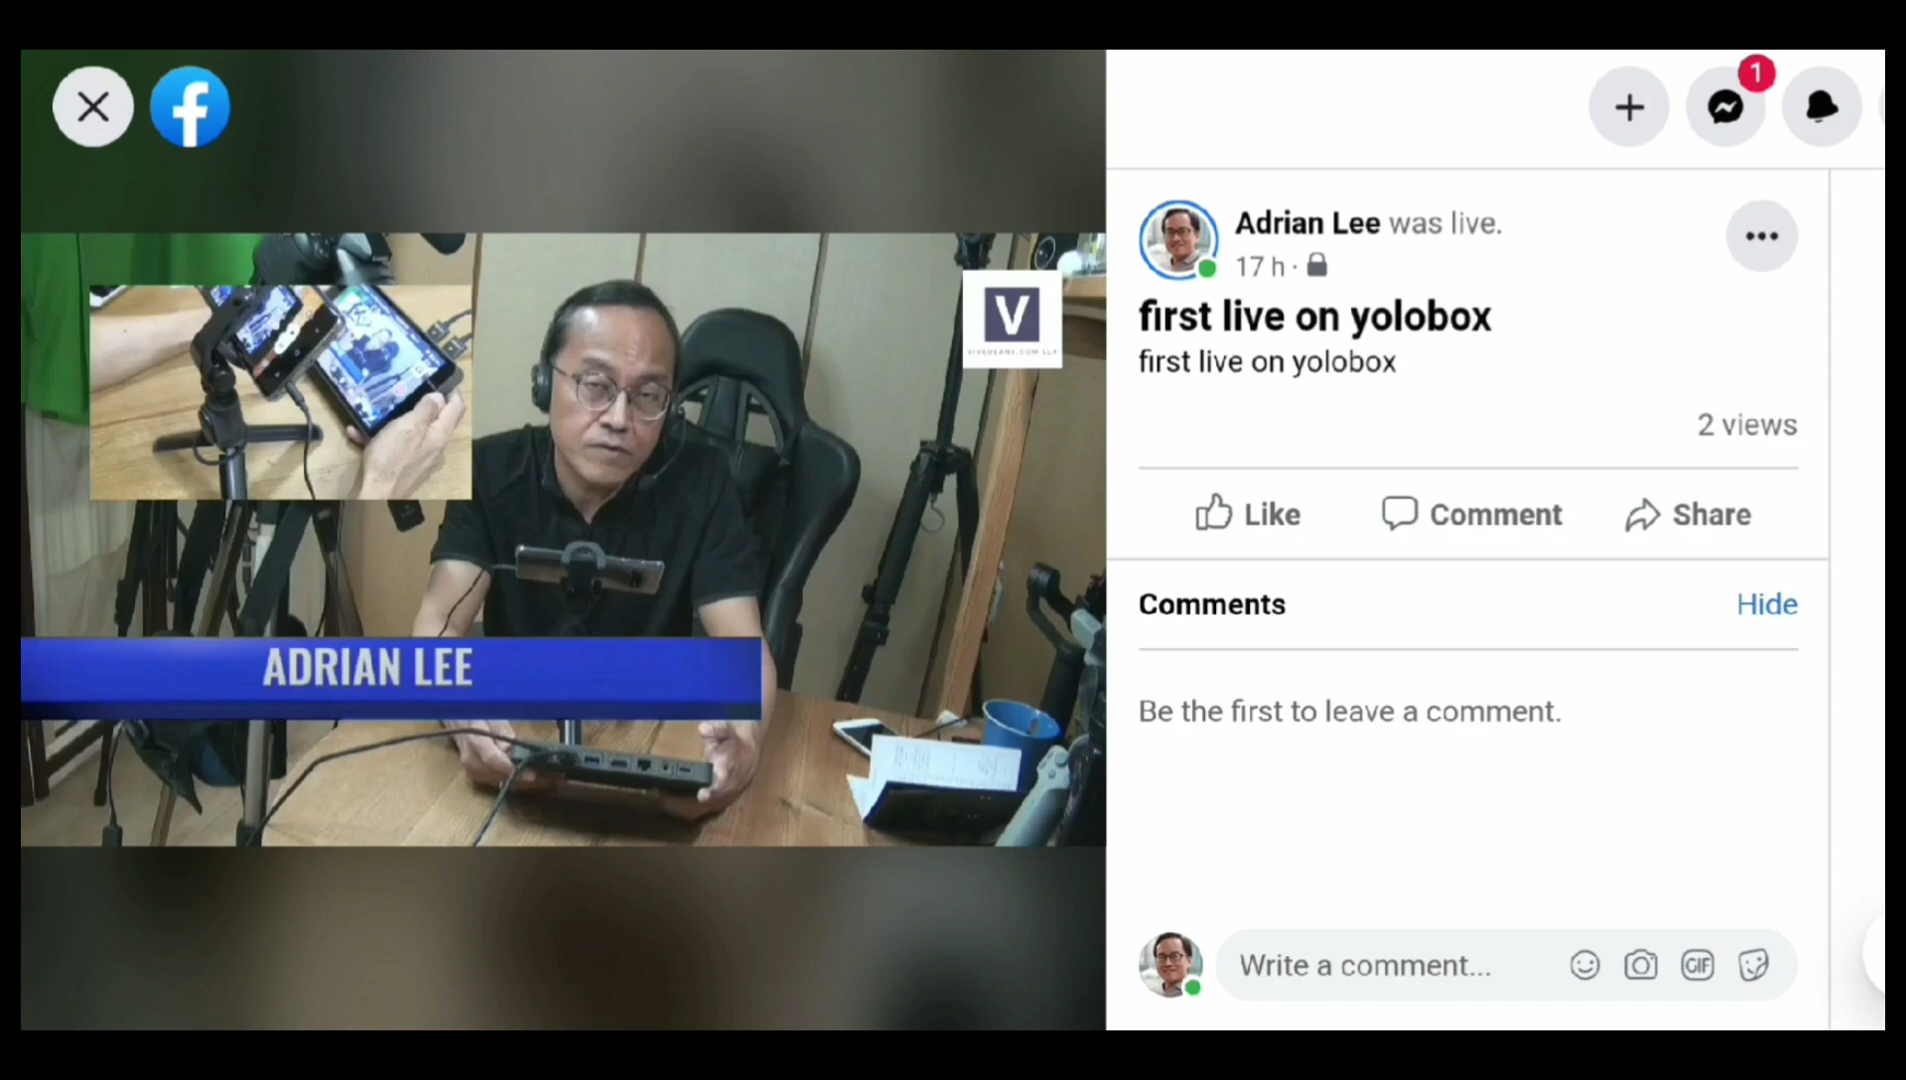 V
ADRIAN LEE
1
Adrian Lee was live.
17 h ·
first live on yolobox
first live on yolobox
2 views
Like
Comment
Share
Comments
Hide
Be the first to leave a comment.
Write a comment...
GIF